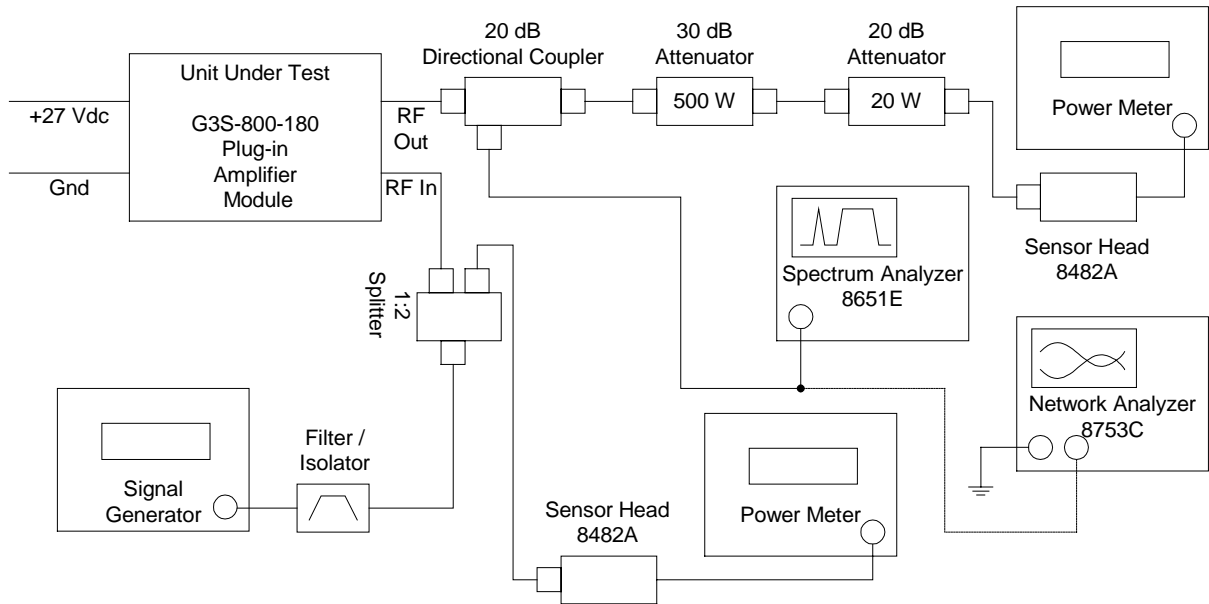 20 dB
Directional Coupler
30 dB
Attenuator
20 dB
Attenuator
Unit Under Test
G3S-800-180
Plug-in
Amplifier
Module
+27 Vdc
Gnd
RF
Out
RF In
500 W
20 W
Power Meter
Sensor Head
8482A
Spectrum Analyzer
8651E
1:2
Splitter
Network Analyzer
8753C
Signal
Generator
Filter /
Isolator
Sensor Head
8482A
Power Meter